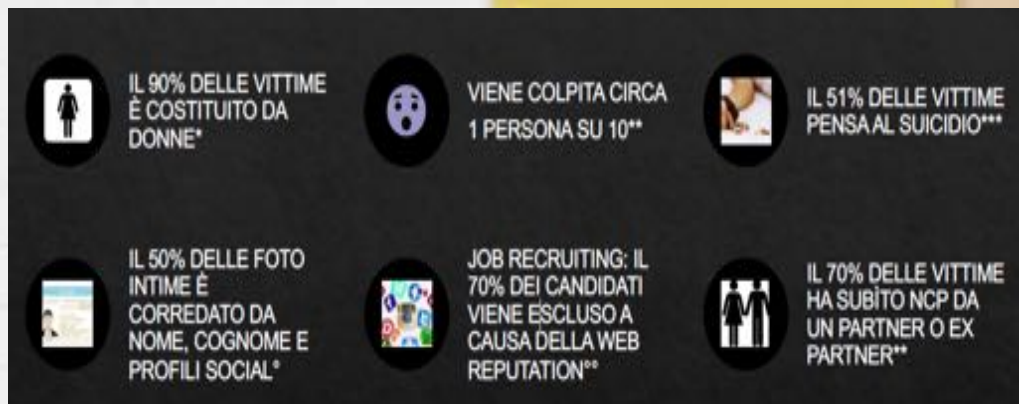 IL 90% DELLE VITTIME
È COSTITUITO DA
DONNE*
VIENE COLPITA CIRCA
1 PERSONA SU 10**
IL 51% DELLE VITTIME
PENSA AL SUICIDIO***
IL 50% DELLE FOTO
INTIME È
CORREDATO DA
NOME, COGNOME E
PROFILI SOCIAL°
JOB RECRUITING: IL
70% DEI CANDIDATI
VIENE ESCLUSO A
CAUSA DELLA WEB
REPUTATION°°
IL 70% DELLE VITTIME
HA SUBÌTO NCP DA
UN PARTNER O EX
PARTNER**